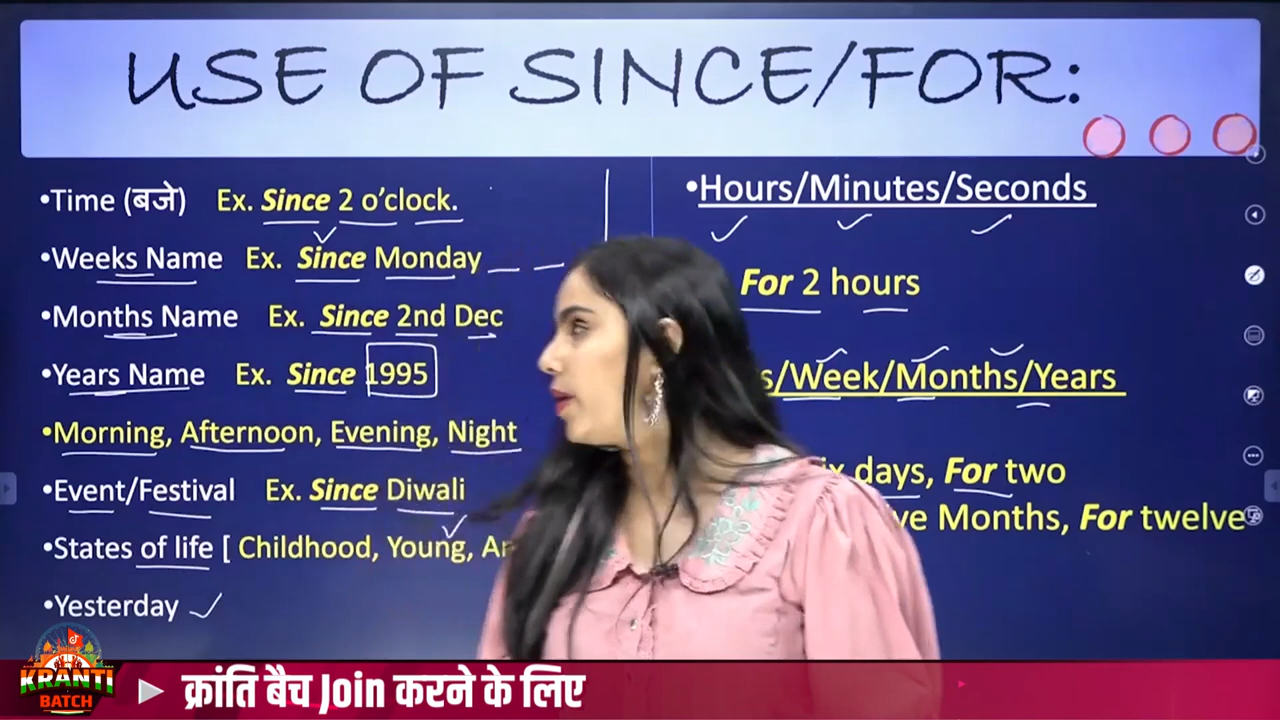 USE OF SINCE/FOR:
•Time (बजे) Ex. Since 2 o'clock.
•Weeks Name Ex. Since Monday
•Months Name Ex. Since 2nd Dec
•Years Name Ex. Since 1995
•Morning, Afternoon, Evening, Night
•Event/Festival Ex. Since Diwali
•States of life [ Childhood, Young,
•Yesterday
•Hours/Minutes/Seconds
For 2 hours
/Week/Months/Years
days, For two
Months, For twelve
KRANTI
BATCH
क्रांति बैच Join करने के लिए